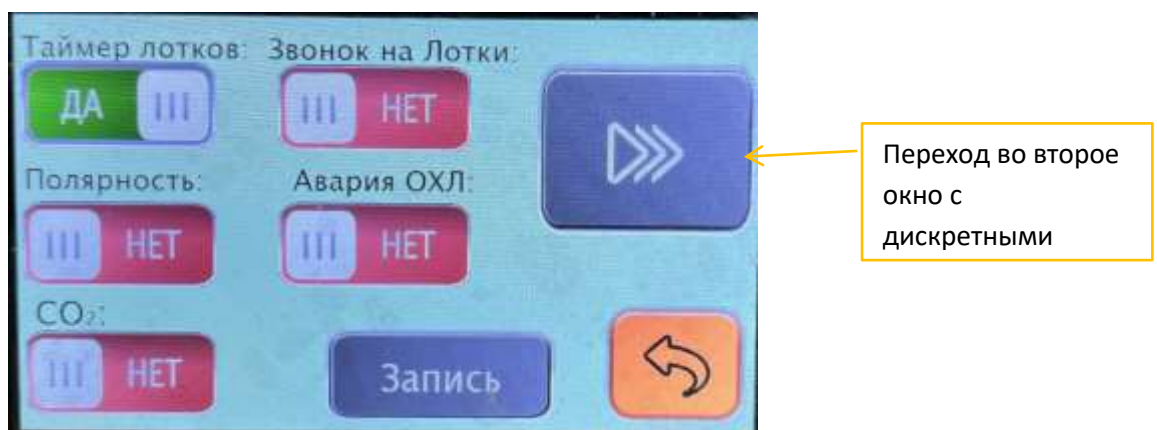 Таймер лотков: Звонок на Лотки:
ДА НЕТ
Полярность: Авария ОХЛ:
НЕТ НЕТ
CO₂:
НЕТ Запись
Переход во второе
окно с
дискретными